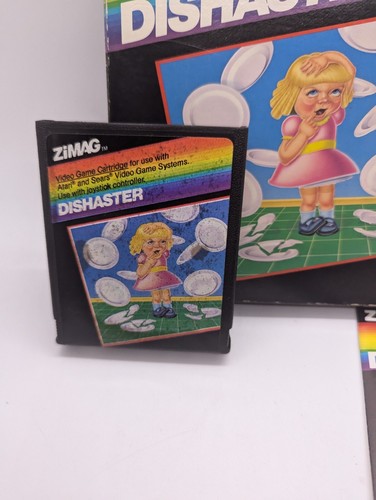 DISHASTER
ZiMAG™
Video Game Cartridge for use with
Atari® and Sears® Video Game Systems.
Use with joystick controller.
DISHASTER
ZiMAG